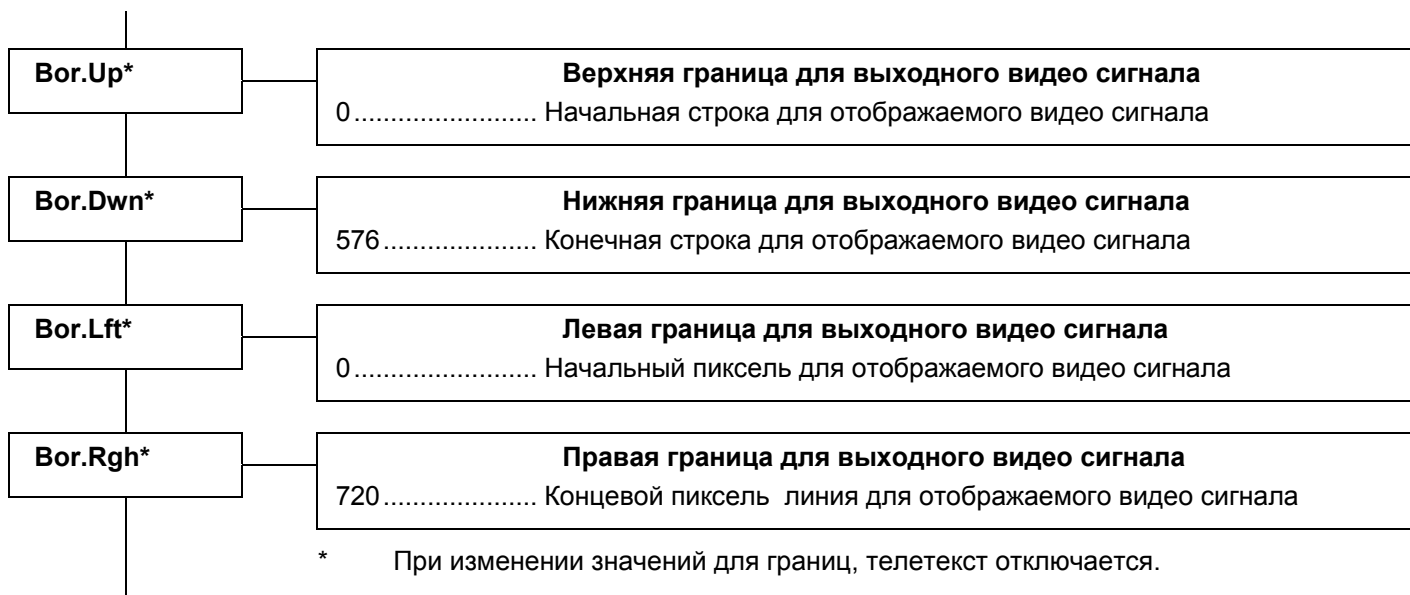 Bor.Up*
Верхняя граница для выходного видео сигнала
0......................... Начальная строка для отображаемого видео сигнала
Bor.Dwn*
Нижняя граница для выходного видео сигнала
576..................... Конечная строка для отображаемого видео сигнала
Bor.Lft*
Левая граница для выходного видео сигнала
0......................... Начальный пиксель для отображаемого видео сигнала
Bor.Rgh*
Правая граница для выходного видео сигнала
720..................... Концевой пиксель  линия для отображаемого видео сигнала
* При изменении значений для границ, телетекст отключается.